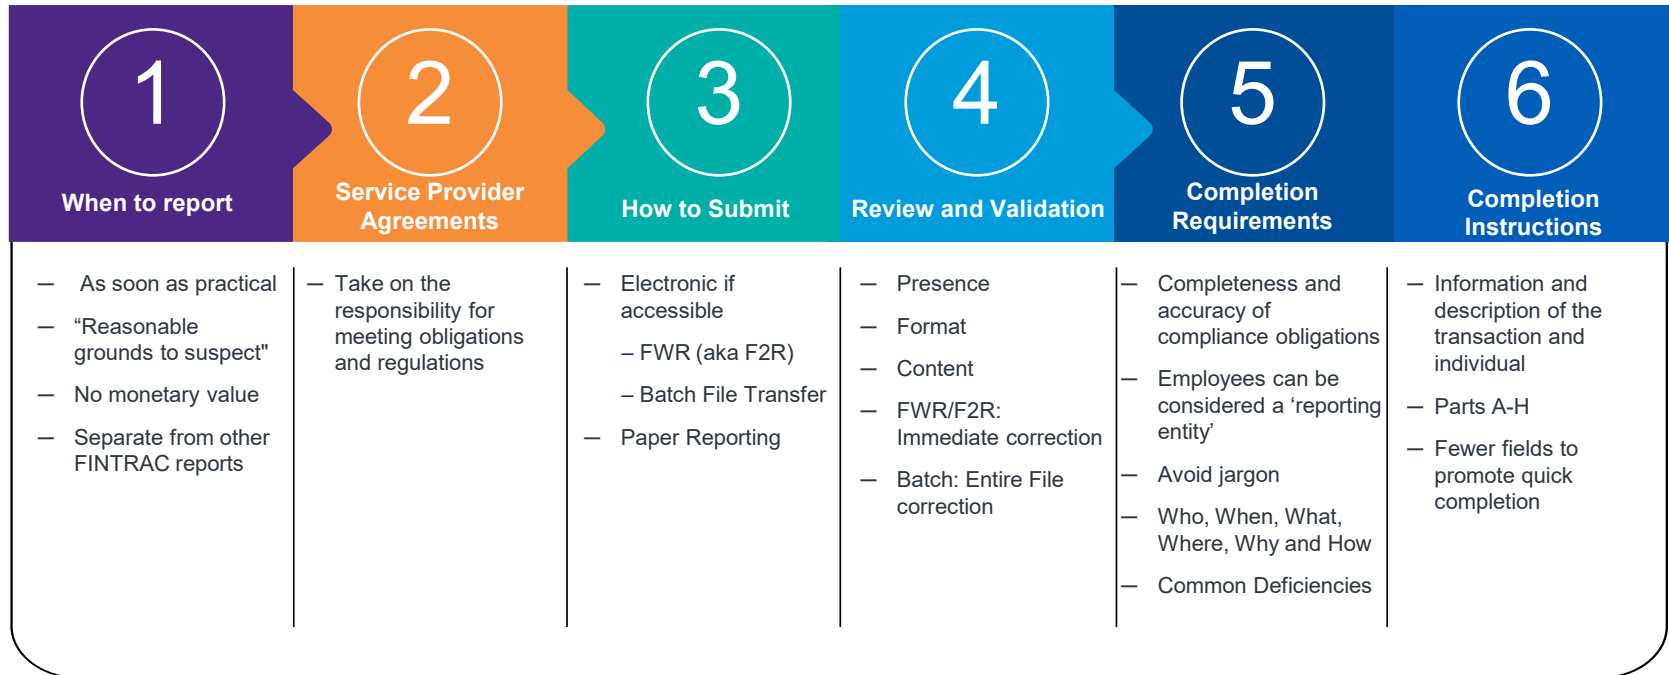 1
When to report
— As soon as practical
— “Reasonable
grounds to suspect"
— No monetary value
— Separate from other
FINTRAC reports
2
Service Provider
Agreements
— Take on the
responsibility for
meeting obligations
and regulations
3
How to Submit
— Electronic if
accessible
– FWR (aka F2R)
– Batch File Transfer
— Paper Reporting
4
Review and Validation
— Presence
— Format
— Content
— FWR/F2R:
Immediate correction
— Batch: Entire File
correction
5
Completion
Requirements
— Completeness and
accuracy of
compliance obligations
— Employees can be
considered a ‘reporting
entity’
— Avoid jargon
— Who, When, What,
Where, Why and How
— Common Deficiencies
6
Completion
Instructions
— Information and
description of the
transaction and
individual
— Parts A-H
— Fewer fields to
promote quick
completion